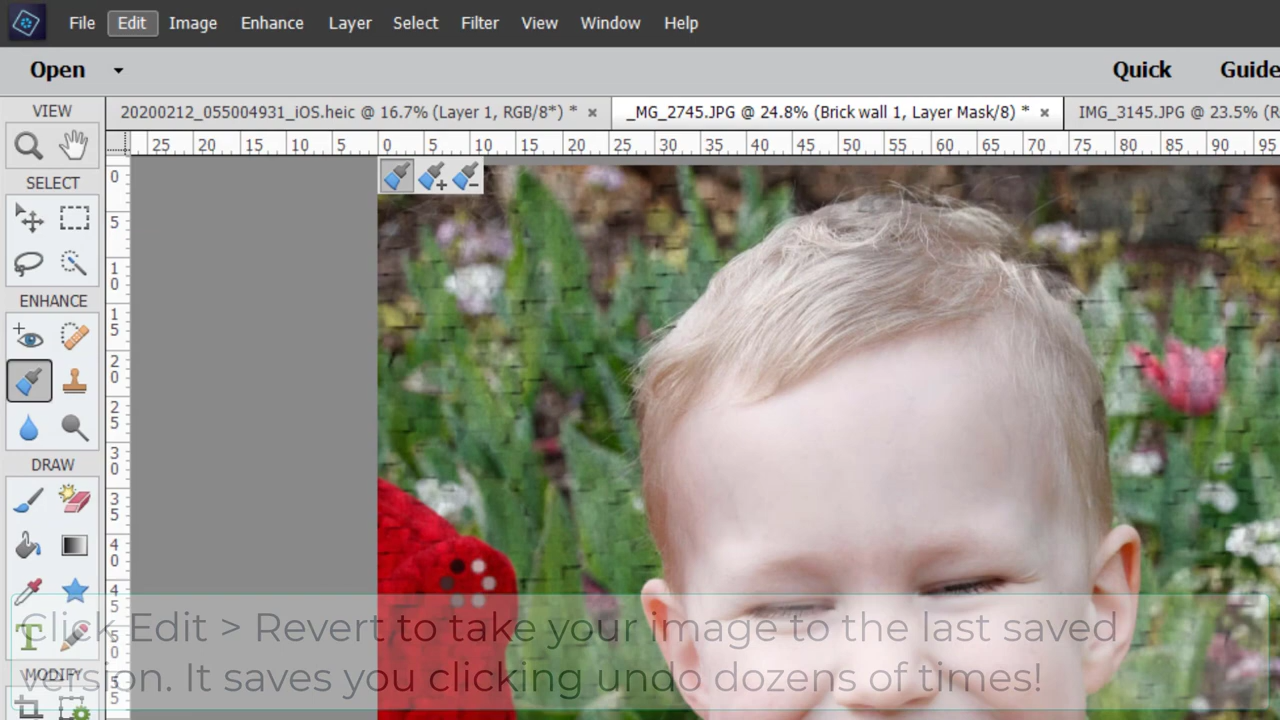 File Edit Image Enhance Layer Select Filter View Window Help
Open Quick Guide
VIEW
20200212_055004931_iOS.heic @ 16.7% (Layer 1, RGB/8*) * × _MG_2745.JPG @ 24.8% (Brick wall 1, Layer Mask/8) * × IMG_3145.JPG @ 23.5% (R
25 20 15 10 5 0 5 10 15 20 25 30 35 40 45 50 55 60 65 70 75 80 85 90 95
0
SELECT
5
10
ENHANCE
15
20
25
DRAW
30
35
40
45
Click Edit > Revert to take your image to the last saved
50
version. It saves you clicking undo dozens of times!
55
MODIFY